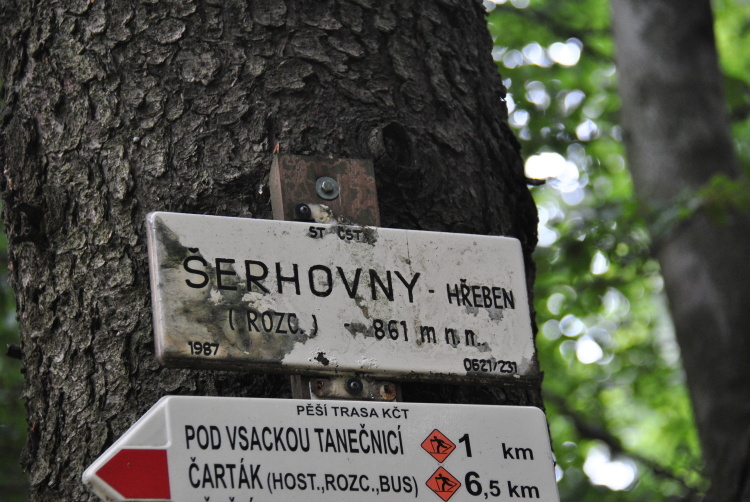 ST ČSTV
ŠERHOVNY - HŘEBEN
(ROZC.) - 861 m n n.
1987 0621/231
PĚŠÍ TRASA KČT
POD VSACKOU TANEČNICÍ 1 km
ČARTÁK (HOST.,ROZC.,BUS) 6,5 km